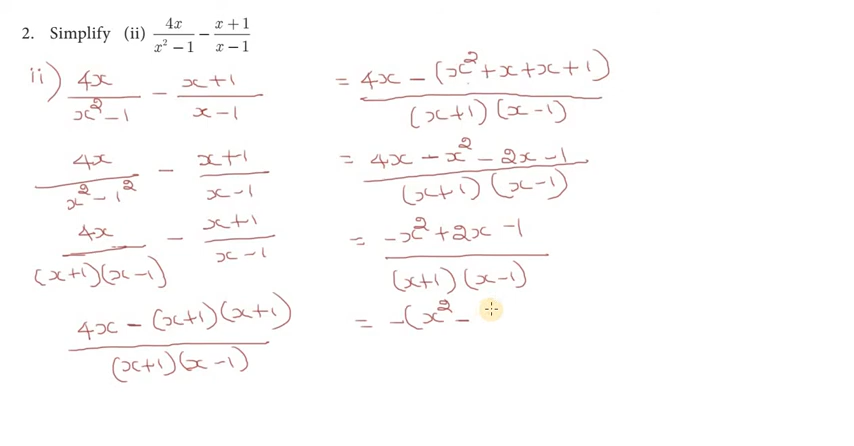 2. Simplify (ii) 4x/(x² − 1) − (x + 1)/(x − 1)
ii) 4x/(x² − 1) − (x+1)/(x − 1)
4x/(x² − 1²) − (x+1)/(x − 1)
4x/((x+1)(x−1)) − (x+1)/(x − 1)
(4x − (x+1)(x+1))/((x+1)(x − 1))
= (4x − (x² + x + x + 1))/((x+1)(x − 1))
= (4x − x² − 2x − 1)/((x+1)(x − 1))
= (−x² + 2x − 1)/((x+1)(x − 1))
= −(x² −